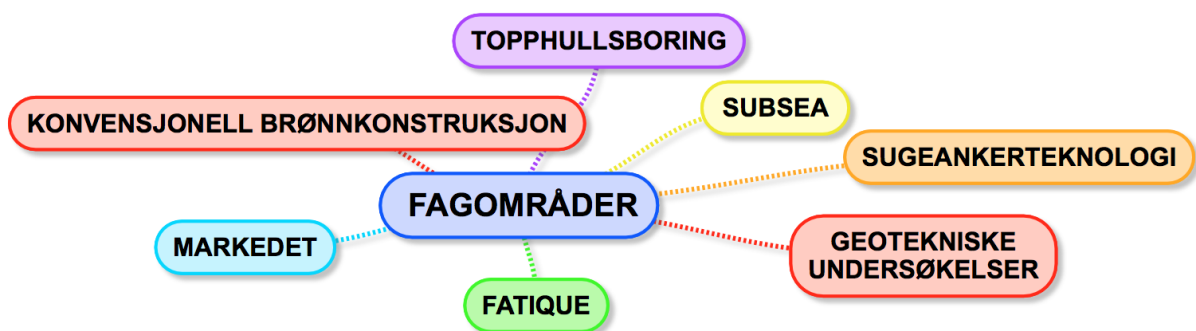 TOPPHULLSBORING
SUBSEA
KONVENSJONELL BRØNNKONSTRUKSJON
SUGEANKERTEKNOLOGI
FAGOMRÅDER
MARKEDET
GEOTEKNISKE
UNDERSØKELSER
FATIQUE